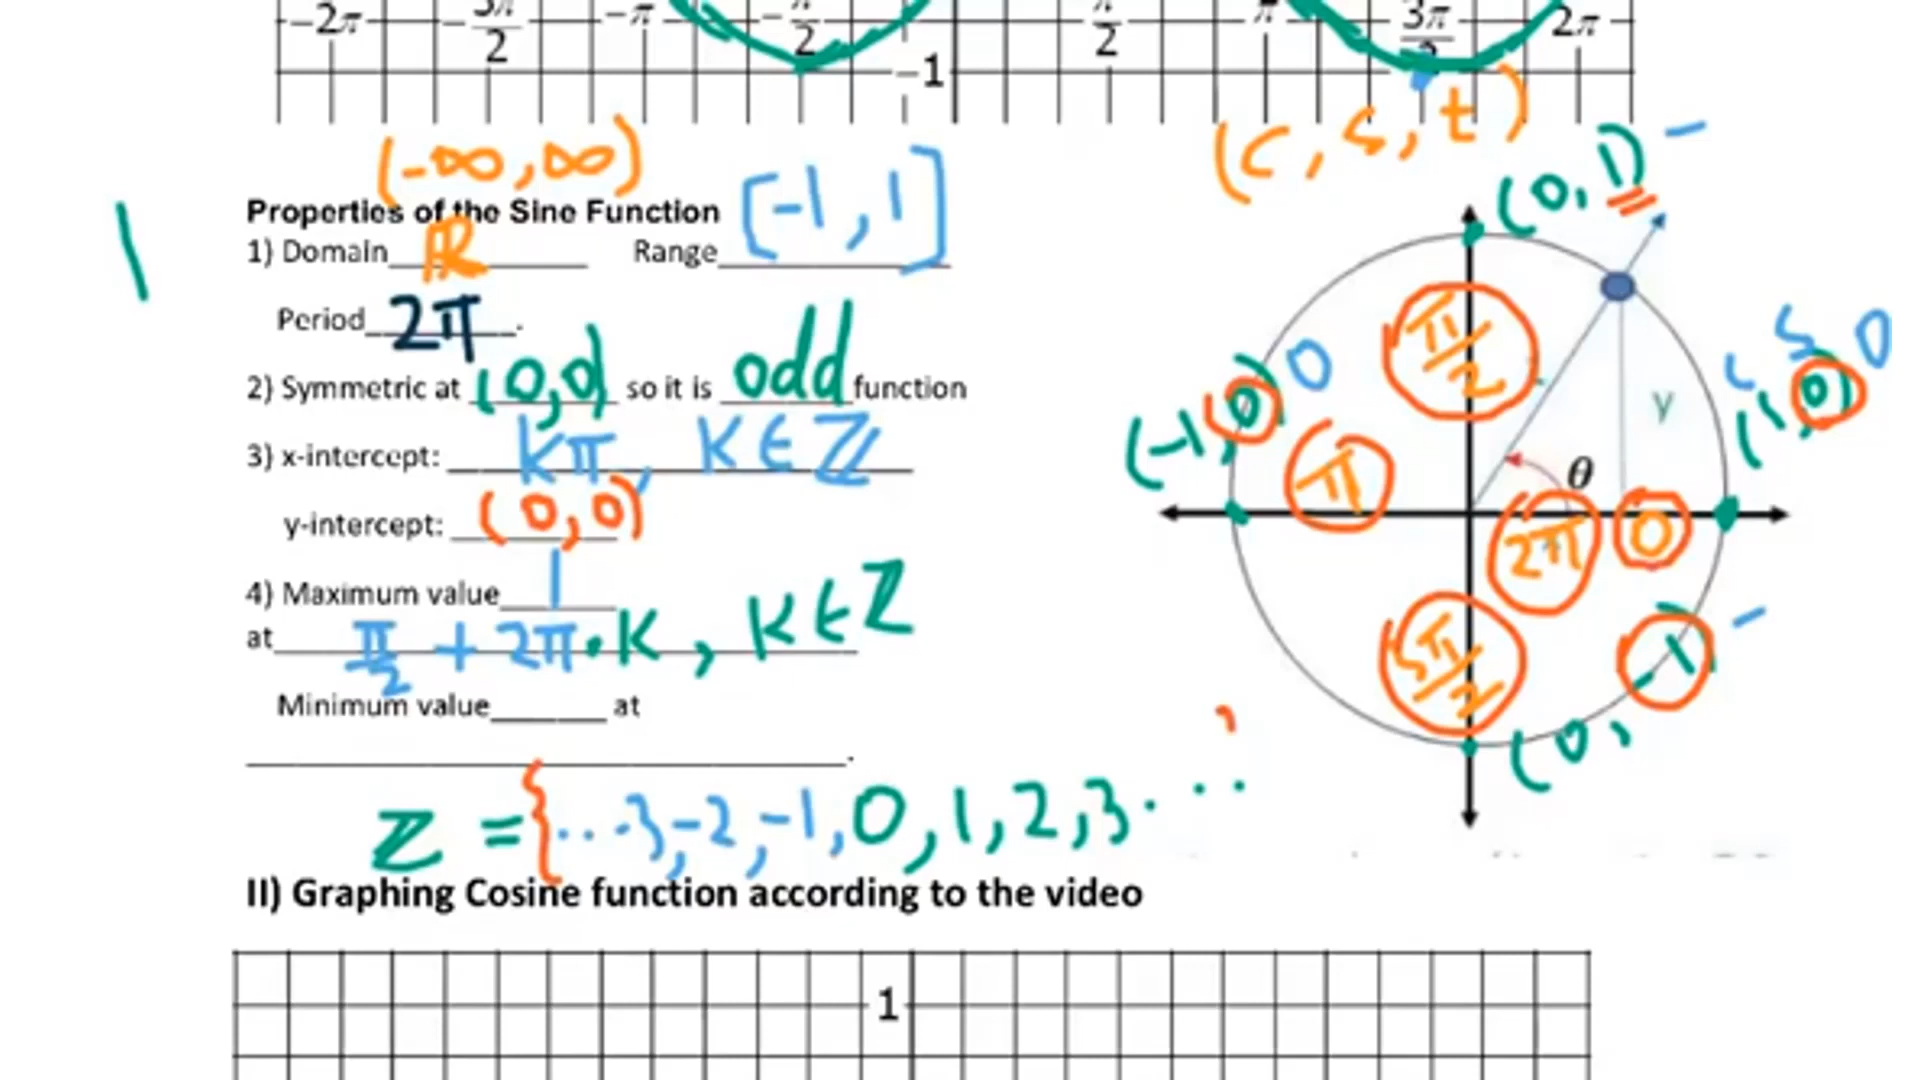 -2π -3π/2 -π -π/2 π/2 π 3π/2 2π
-1
(c, s, t)
(-∞, ∞)
(0, 1)
Properties of the Sine Function [-1, 1]
1) Domain ℝ Range
Period 2π.
π/2
2) Symmetric at (0,0) so it is odd function
(-1, 0) 0
c s 0
(1, 0)
y
3) x-intercept: kπ, k∈ℤ
π
θ
y-intercept: (0,0)
2π 0
4) Maximum value 1
at π/2 + 2π·k, k∈ℤ
3π/2
(0, -1)
Minimum value at
.
ℤ = {...-3,-2,-1,0,1,2,3...
II) Graphing Cosine function according to the video
1